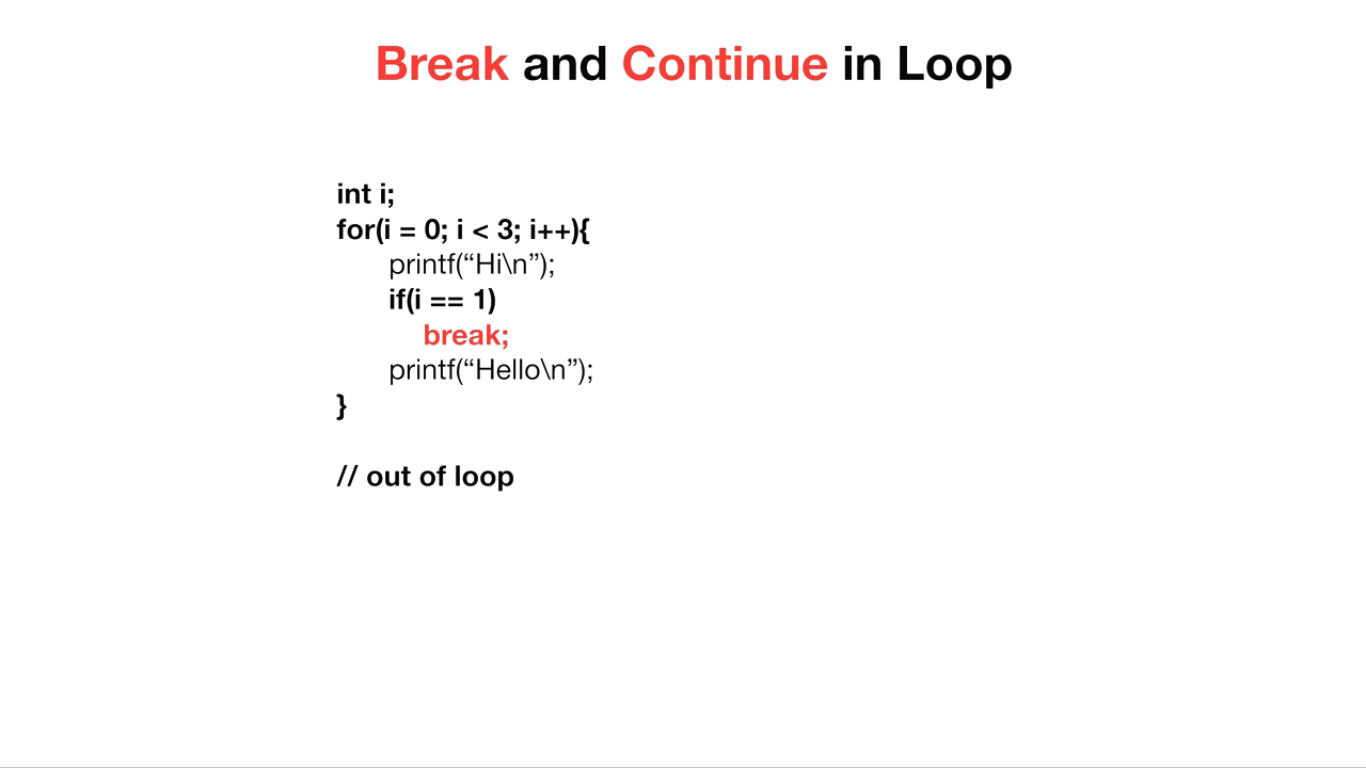 Break and Continue in Loop
int i;
for(i = 0; i < 3; i++){
printf(“Hi\n”);
if(i == 1)
break;
printf(“Hello\n”);
}
// out of loop